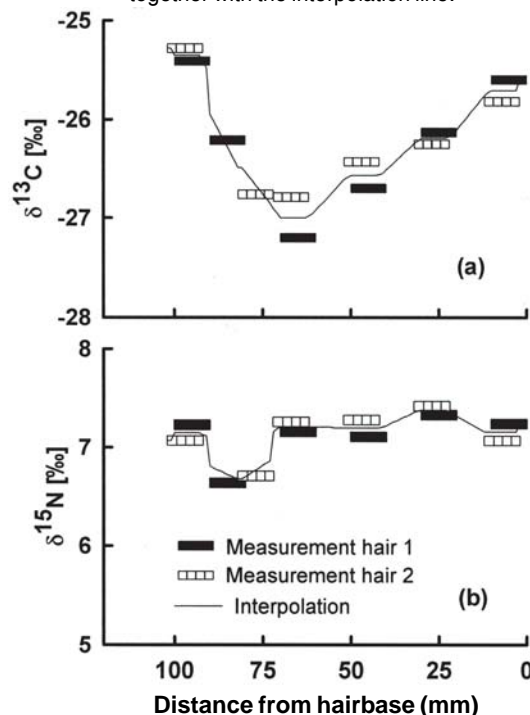 together with the interpolation line.
-25
-26
-27
-28
δ13C [‰]
(a)
8
7
6
5
δ15N [‰]
Measurement hair 1
Measurement hair 2
Interpolation
(b)
100 75 50 25 0
Distance from hairbase (mm)